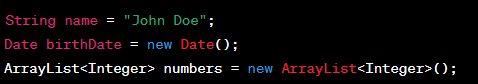 String name = "John Doe";
Date birthDate = new Date();
ArrayList<Integer> numbers = new ArrayList<Integer>();